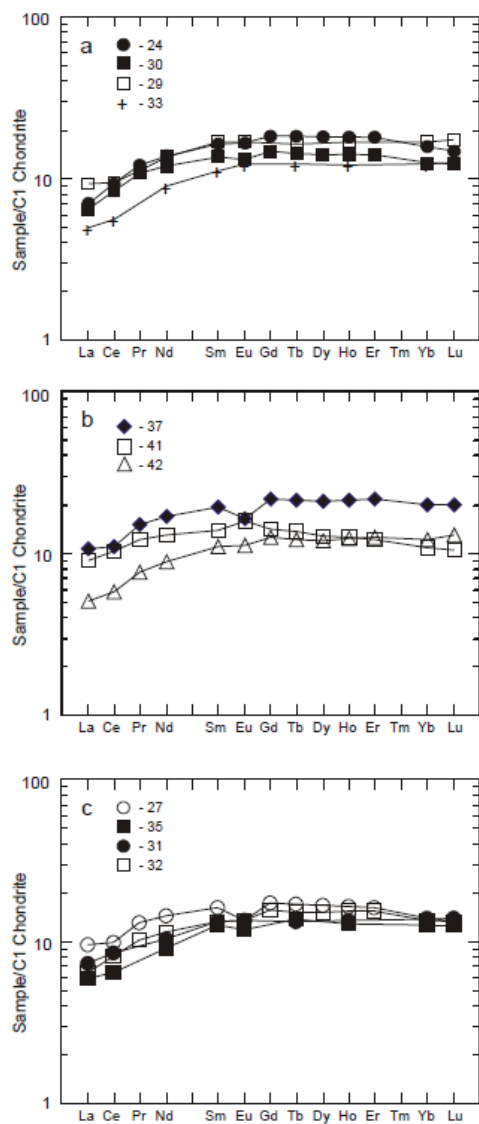 100
a
- 24
- 30
- 29
- 33
Sample/C1 Chondrite
10
1
La Ce Pr Nd Sm Eu Gd Tb Dy Ho Er Tm Yb Lu
100
b
- 37
- 41
- 42
Sample/C1 Chondrite
10
1
La Ce Pr Nd Sm Eu Gd Tb Dy Ho Er Tm Yb Lu
100
c
- 27
- 35
- 31
- 32
Sample/C1 Chondrite
10
1
La Ce Pr Nd Sm Eu Gd Tb Dy Ho Er Tm Yb Lu